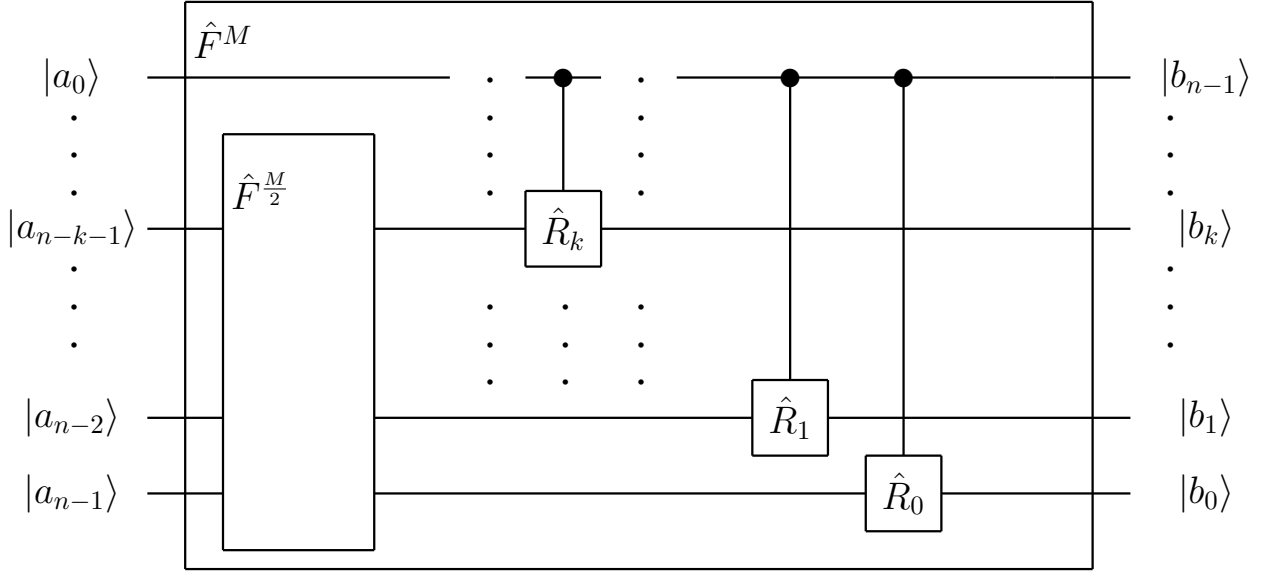 F̂^M
|a₀⟩ |b_{n−1}⟩
F̂^{M/2}
|a_{n−k−1}⟩ R̂_k |b_k⟩
|a_{n−2}⟩ R̂₁ |b₁⟩
|a_{n−1}⟩ R̂₀ |b₀⟩